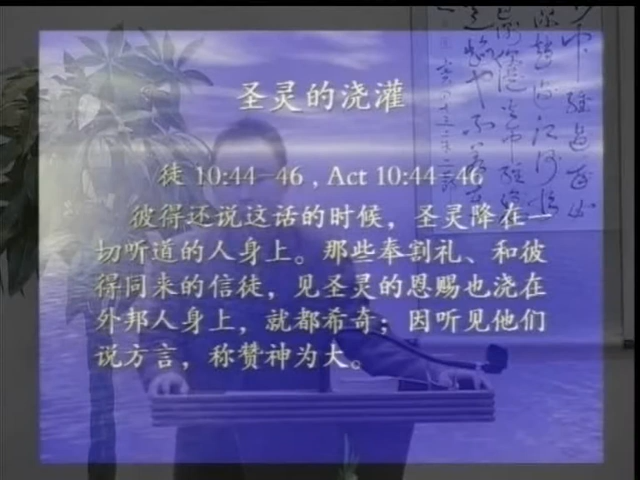 圣灵的浇灌
徒 10:44-46 , Act 10:44-46
彼得还说这话的时候，圣灵降在一
切听道的人身上。那些奉割礼、和彼
得同来的信徒，见圣灵的恩赐也浇在
外邦人身上，就都希奇；因听见他们
说方言，称赞神为大。